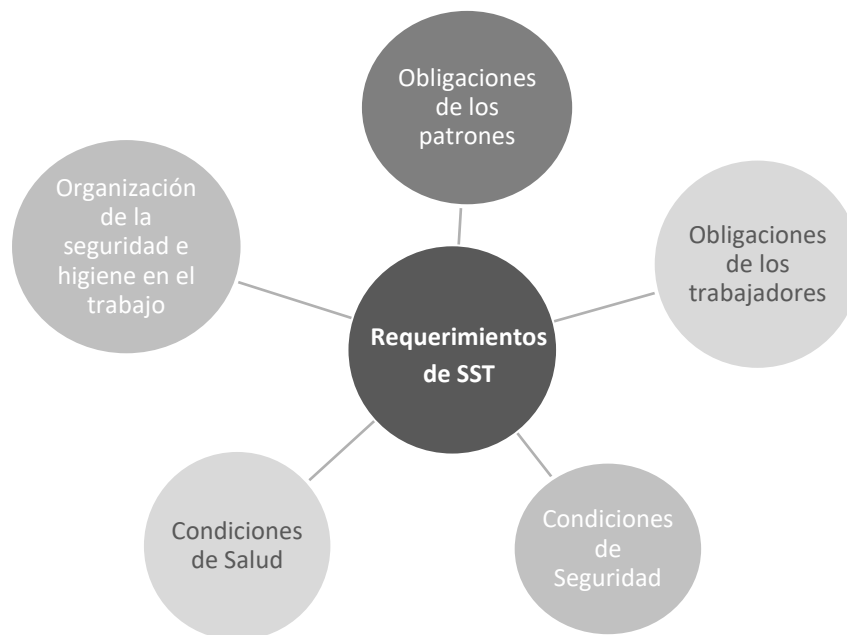 Obligaciones
de los
patrones
Organización
de la
seguridad e
higiene en el
trabajo
Obligaciones
de los
trabajadores
Requerimientos
de SST
Condiciones
de Salud
Condiciones
de
Seguridad